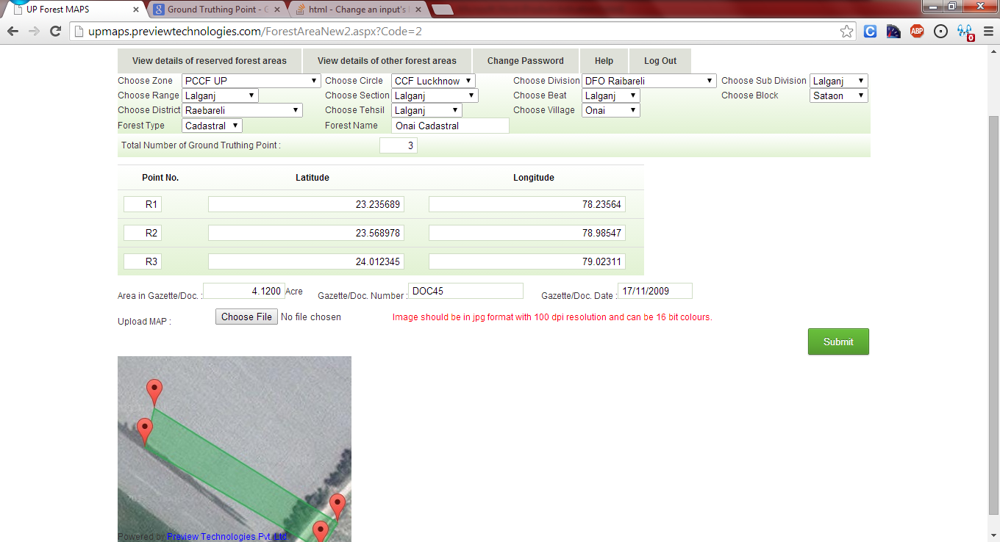 UP Forest MAPS
Ground Truthing Point - G
html - Change an input's
upmaps.previewtechnologies.com/ForestAreaNew2.aspx?Code=2
C
ABP
0
View details of reserved forest areas View details of other forest areas Change Password Help Log Out
Choose Zone PCCF UP Choose Circle CCF Luckhnow Choose Division DFO Raibareli Choose Sub Division Lalganj
Choose Range Lalganj Choose Section Lalganj Choose Beat Lalganj Choose Block Sataon
Choose District Raebareli Choose Tehsil Lalganj Choose Village Onai
Forest Type Cadastral Forest Name Onai Cadastral
Total Number of Ground Truthing Point : 3
Point No. Latitude Longitude
R1 23.235689 78.23564
R2 23.568978 78.98547
R3 24.012345 79.02311
Area in Gazette/Doc. : 4.1200 Acre Gazette/Doc. Number : DOC45 Gazette/Doc. Date : 17/11/2009
Upload MAP : Choose File No file chosen Image should be in jpg format with 100 dpi resolution and can be 16 bit colours.
Submit
Powered by Preview Technologies Pvt. Ltd.